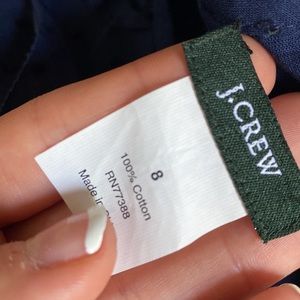 J.CREW
8
100% Cotton
RN77388
Made in